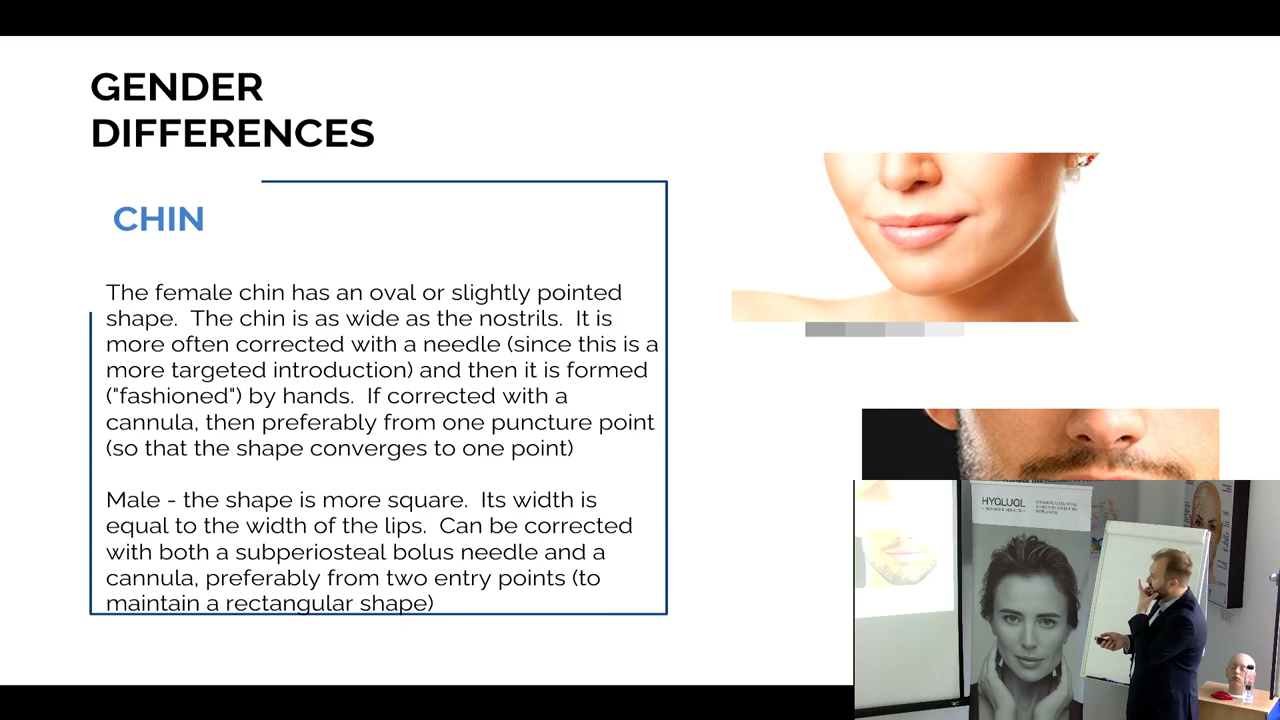 GENDER
DIFFERENCES
CHIN
The female chin has an oval or slightly pointed
shape.  The chin is as wide as the nostrils.  It is
more often corrected with a needle (since this is a
more targeted introduction) and then it is formed
("fashioned") by hands.  If corrected with a
cannula, then preferably from one puncture point
(so that the shape converges to one point)
Male - the shape is more square.  Its width is
equal to the width of the lips.  Can be corrected
with both a subperiosteal bolus needle and a
cannula, preferably from two entry points (to
maintain a rectangular shape)
HYALUAL